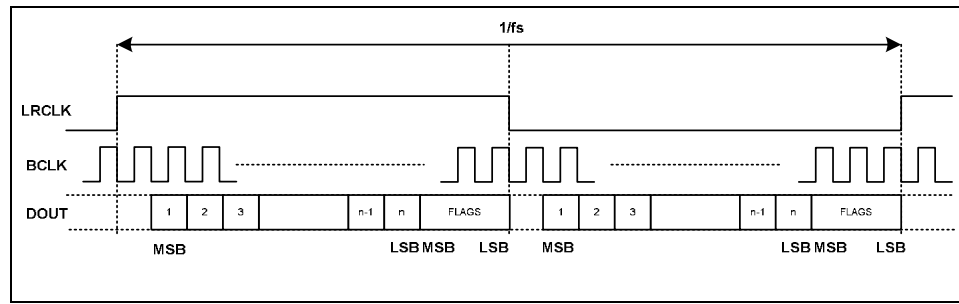 1/fs
LRCLK
BCLK
DOUT 1 2 3 n-1 n FLAGS 1 2 3 n-1 n FLAGS
MSB LSB MSB LSB MSB LSB MSB LSB